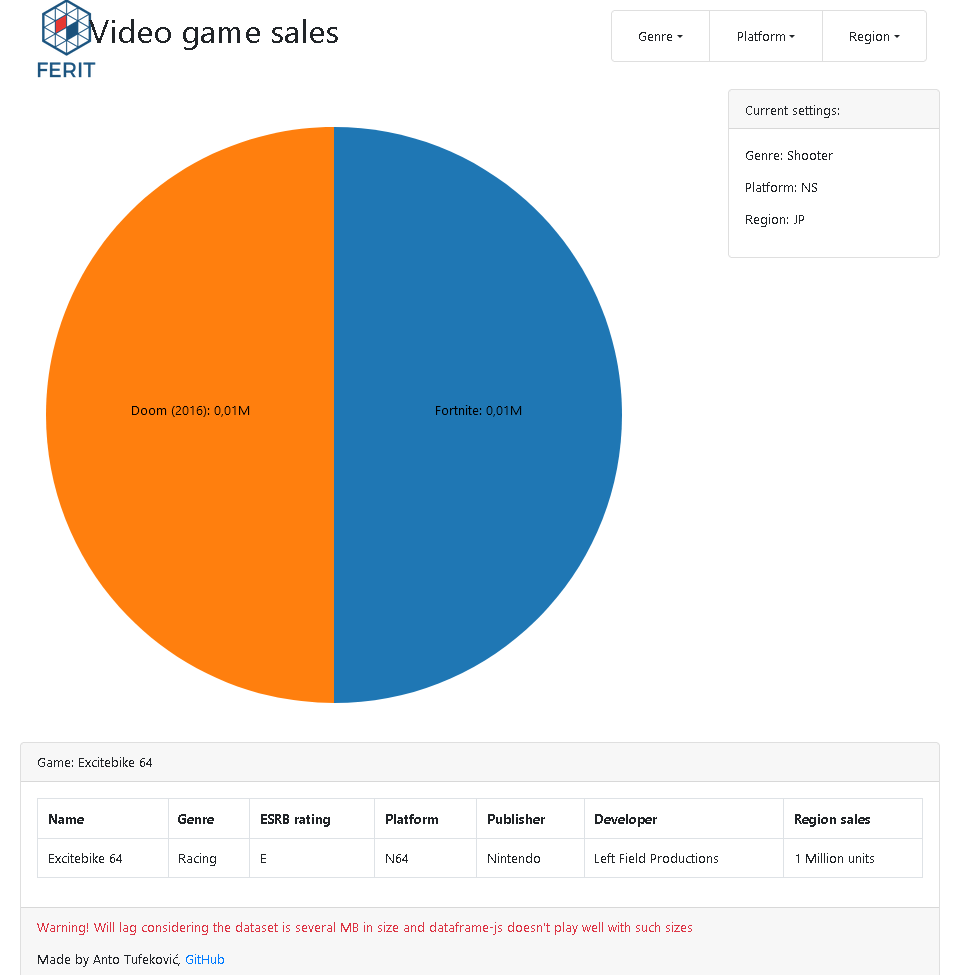 FERIT
Video game sales
Genre
Platform
Region
Current settings:
Genre: Shooter
Platform: NS
Region: JP
Doom (2016): 0,01M
Fortnite: 0,01M
Game: Excitebike 64
Name Genre ESRB rating Platform Publisher Developer Region sales
Excitebike 64 Racing E N64 Nintendo Left Field Productions 1 Million units
Warning! Will lag considering the dataset is several MB in size and dataframe-js doesn't play well with such sizes
Made by Anto Tufeković, GitHub